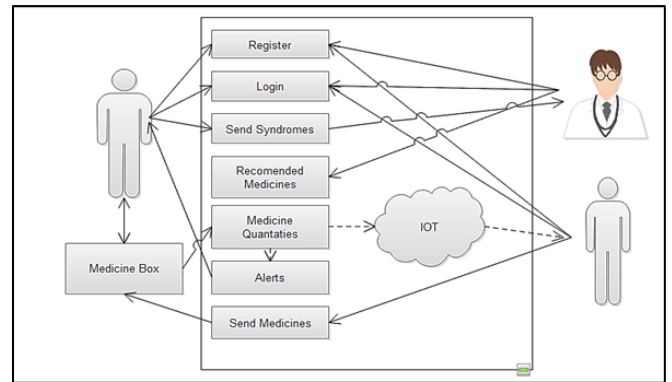 Register
Login
Send Syndromes
Recomended
Medicines
Medicine
Quantaties
IOT
Medicine Box
Alerts
Send Medicines